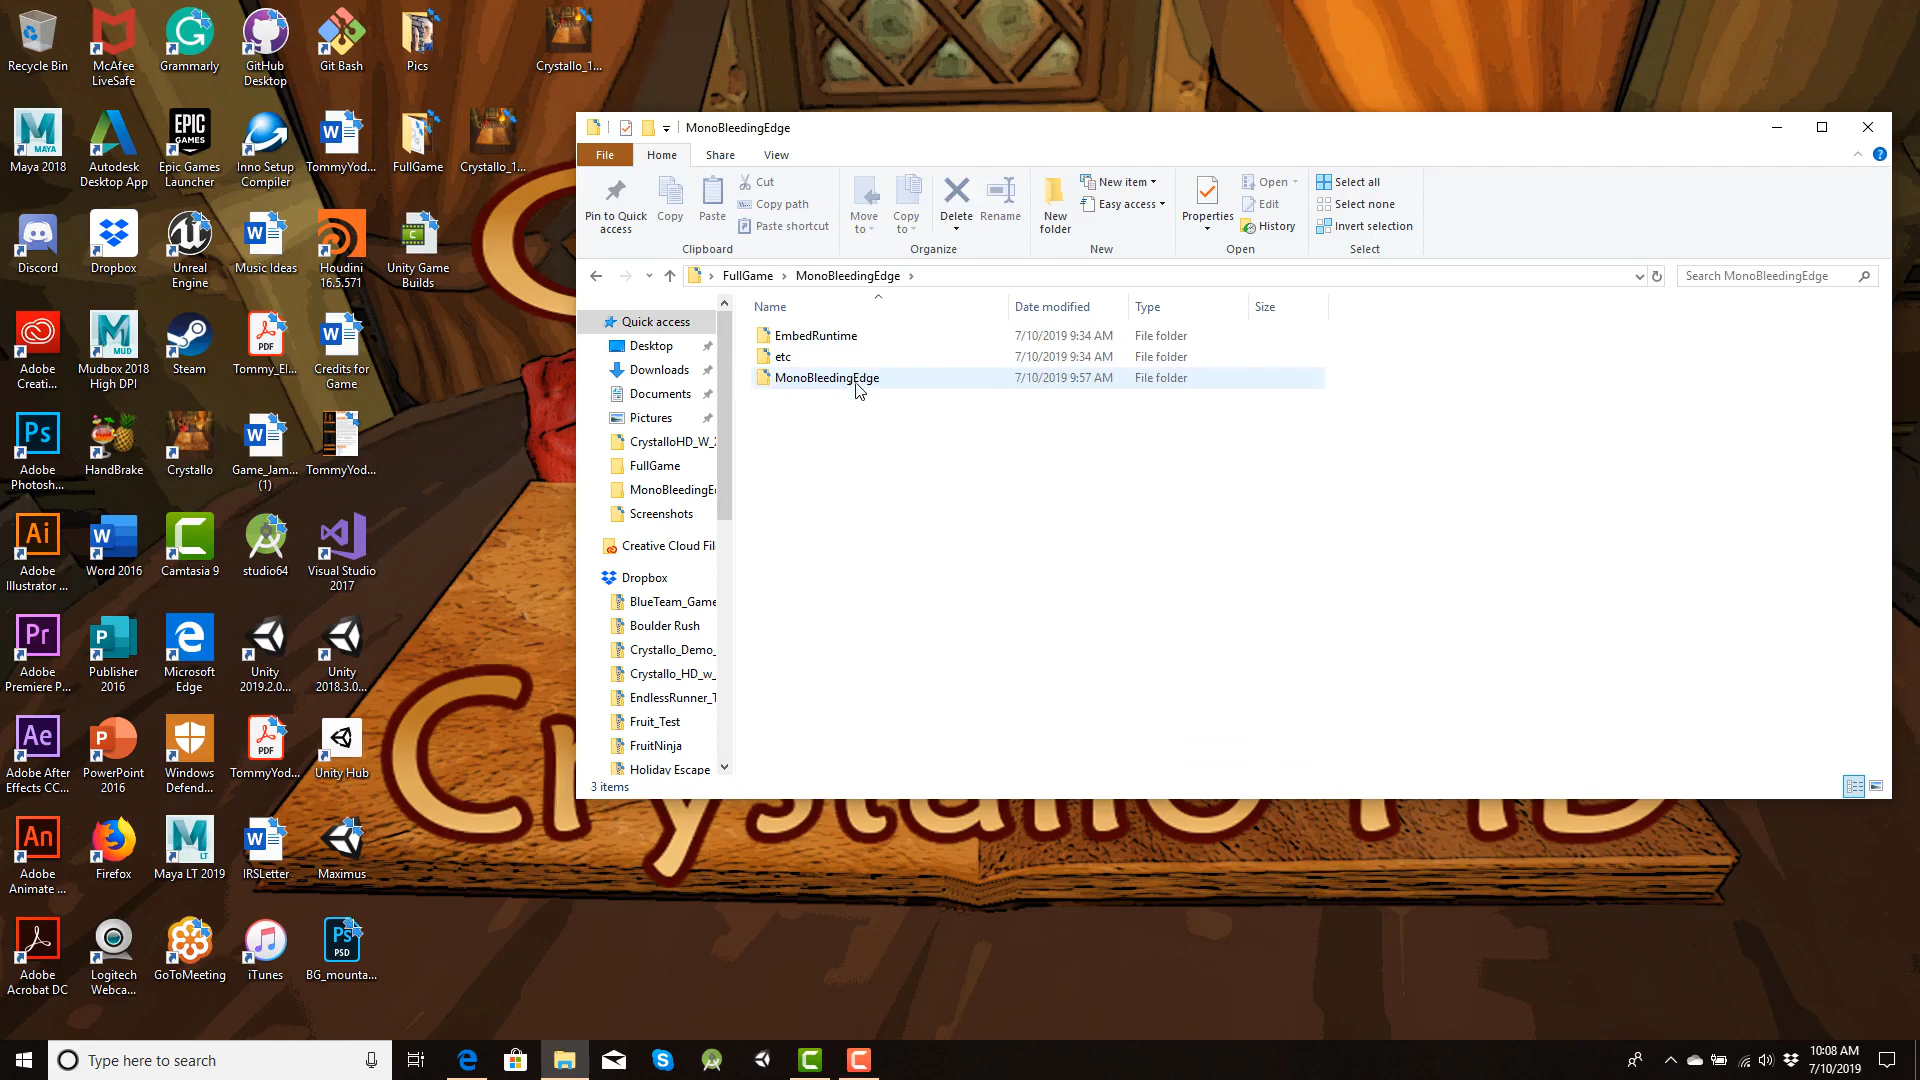 Recycle Bin
McAfee
LiveSafe
Grammarly
GitHub
Desktop
Git Bash
Pics
Crystallo_1...
Maya 2018
Autodesk
Desktop App
Epic Games
Launcher
Inno Setup
Compiler
TommyYod...
FullGame
Crystallo_1...
Discord
Dropbox
Unreal
Engine
Music Ideas
Houdini
16.5.571
Unity Game
Builds
Adobe
Creati...
Mudbox 2018
High DPI
Steam
Tommy_El...
Credits for
Game
Adobe
Photosh...
HandBrake
Crystallo
Game_Jam...
(1)
TommyYod...
Adobe
Illustrator ...
Word 2016
Camtasia 9
studio64
Visual Studio
2017
Adobe
Premiere P...
Publisher
2016
Microsoft
Edge
Unity
2019.2.0...
Unity
2018.3.0...
Adobe After
Effects CC...
PowerPoint
2016
Windows
Defend...
TommyYod...
Unity Hub
Adobe
Animate ...
Firefox
Maya LT 2019
IRSLetter
Maximus
Adobe
Acrobat DC
Logitech
Webca...
GoToMeeting
iTunes
BG_mounta...
MonoBleedingEdge
File Home Share View
Pin to Quick
access
Copy
Paste
Cut
Copy path
Paste shortcut
Clipboard
Move
to
Copy
to
Delete
Rename
Organize
New
folder
New item
Easy access
New
Properties
Open
Edit
History
Open
Select all
Select none
Invert selection
Select
FullGame MonoBleedingEdge
Search MonoBleedingEdge
Name Date modified Type Size
EmbedRuntime 7/10/2019 9:34 AM File folder
etc 7/10/2019 9:34 AM File folder
MonoBleedingEdge 7/10/2019 9:57 AM File folder
Quick access
Desktop
Downloads
Documents
Pictures
CrystalloHD_W_X
FullGame
MonoBleedingE
Screenshots
Creative Cloud Fil
Dropbox
BlueTeam_Game
Boulder Rush
Crystallo_Demo_
Crystallo_HD_w_
EndlessRunner_T
Fruit_Test
FruitNinja
Holiday Escape
3 items
Crystallo HD
Type here to search
10:08 AM
7/10/2019